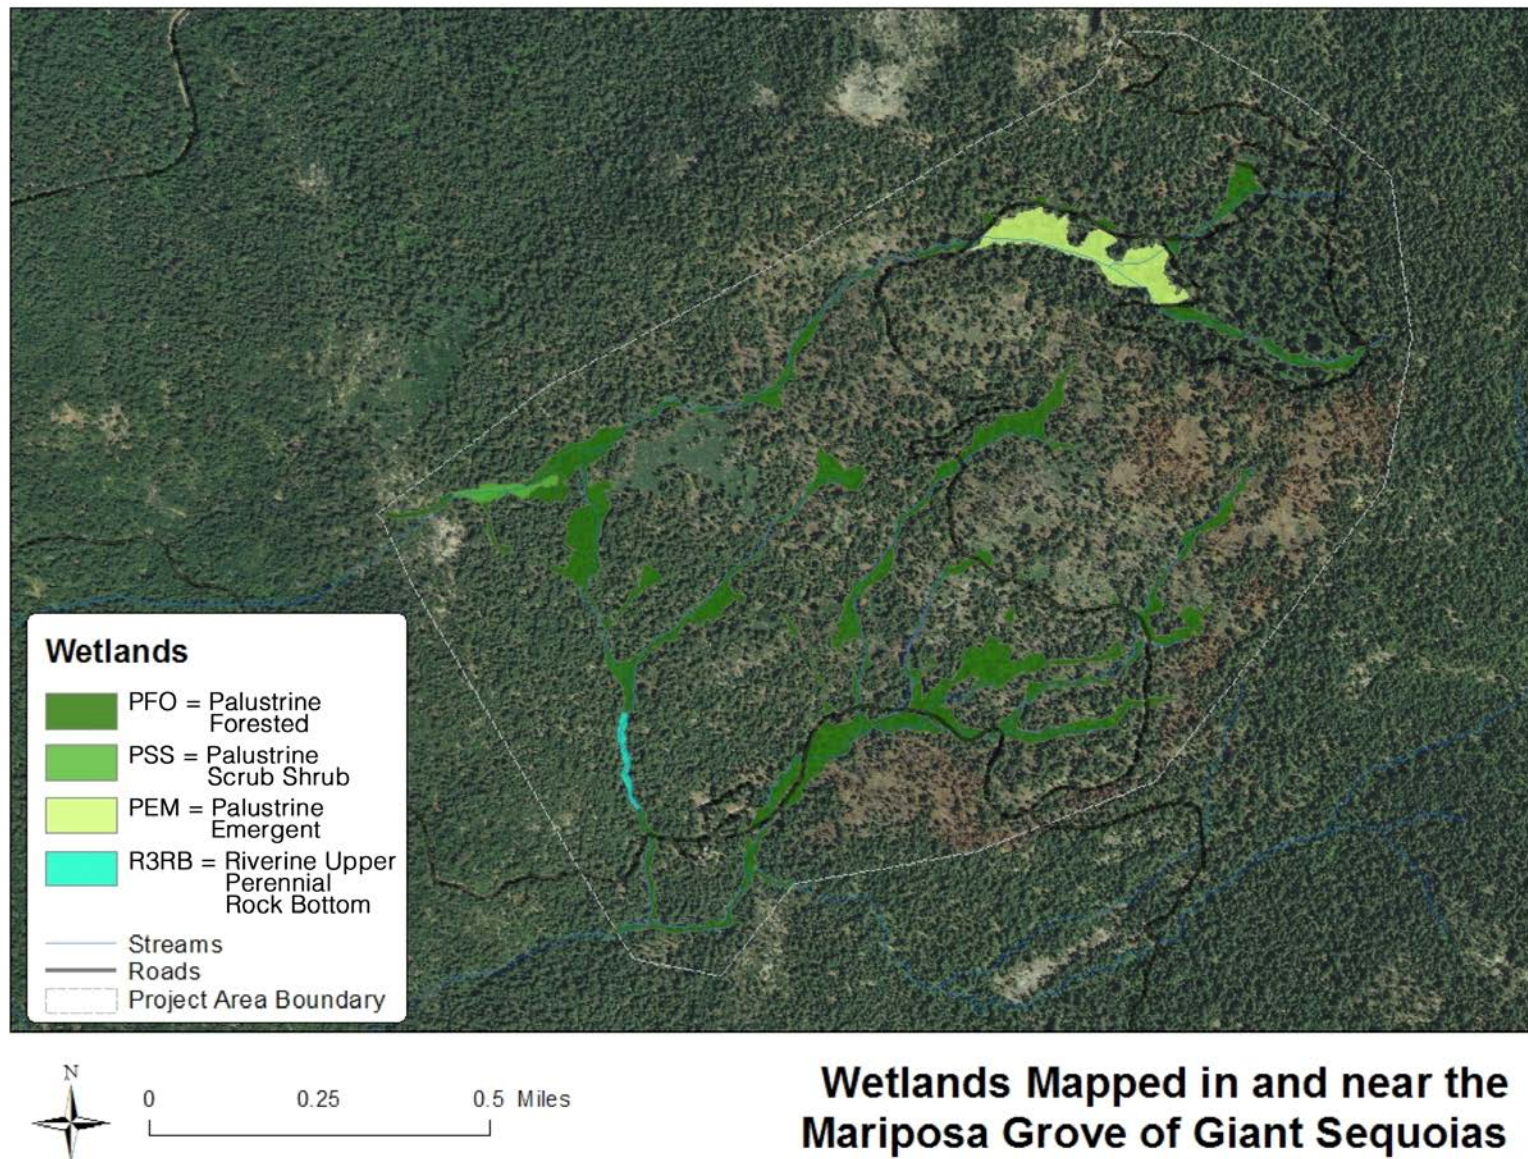 Wetlands
PFO = Palustrine
Forested
PSS = Palustrine
Scrub Shrub
PEM = Palustrine
Emergent
R3RB = Riverine Upper
Perennial
Rock Bottom
Streams
Roads
Project Area Boundary
N
0 0.25 0.5 Miles
Wetlands Mapped in and near the
Mariposa Grove of Giant Sequoias